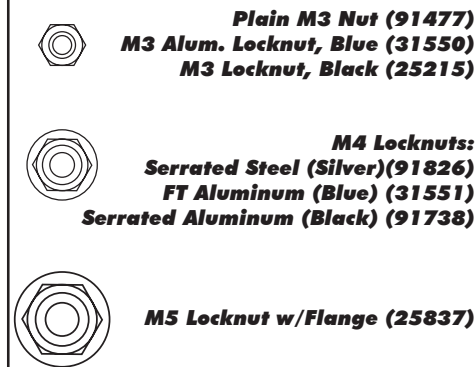 Plain M3 Nut (91477)
M3 Alum. Locknut, Blue (31550)
M3 Locknut, Black (25215)
M4 Locknuts:
Serrated Steel (Silver)(91826)
FT Aluminum (Blue) (31551)
Serrated Aluminum (Black) (91738)
M5 Locknut w/Flange (25837)